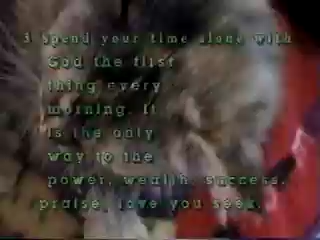 3 spend your time alone with
God the first
thing every
morning. It
is the only
way to the
power, wealth, success,
praise, love you seek.